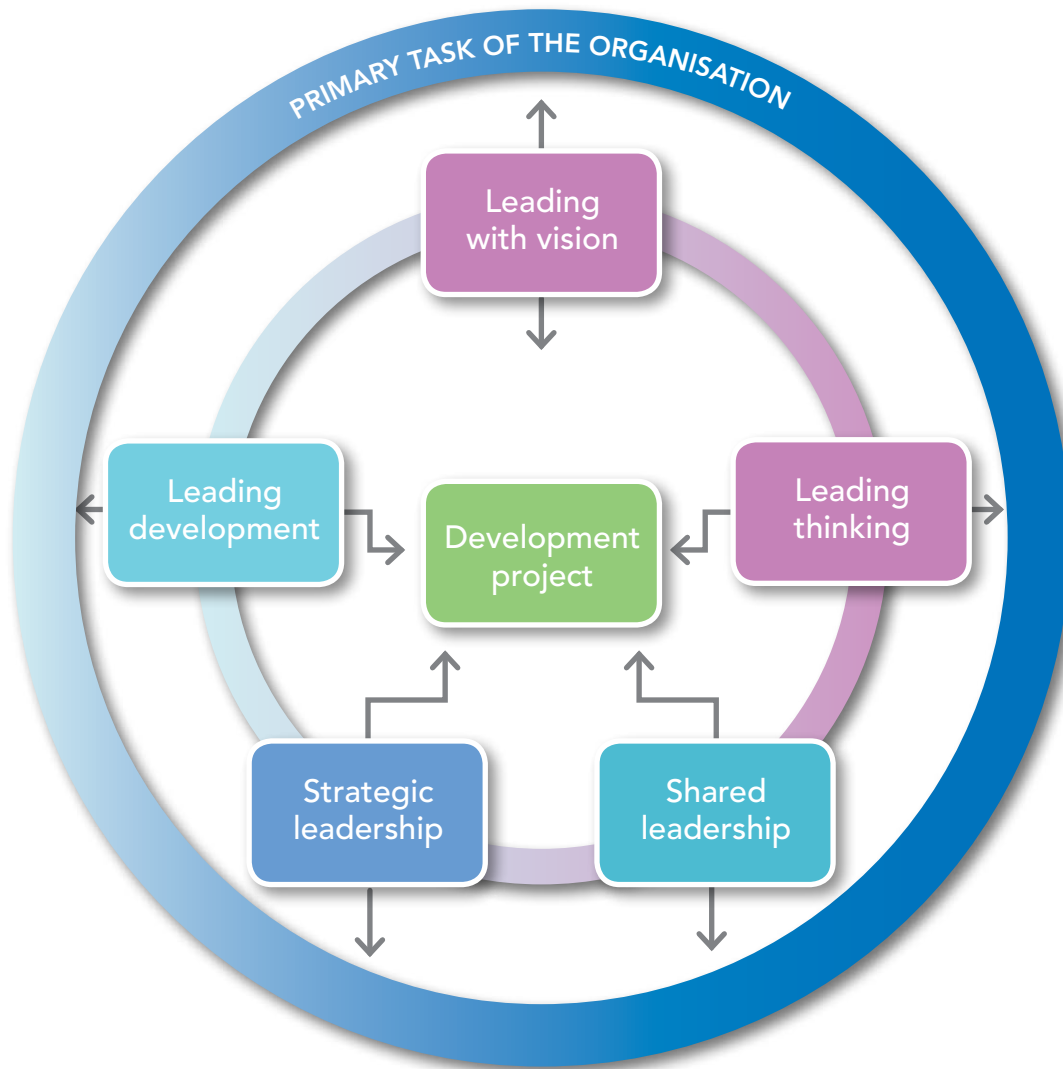 PRIMARY TASK OF THE ORGANISATION
Leading
with vision
Leading
development
Development
project
Leading
thinking
Strategic
leadership
Shared
leadership